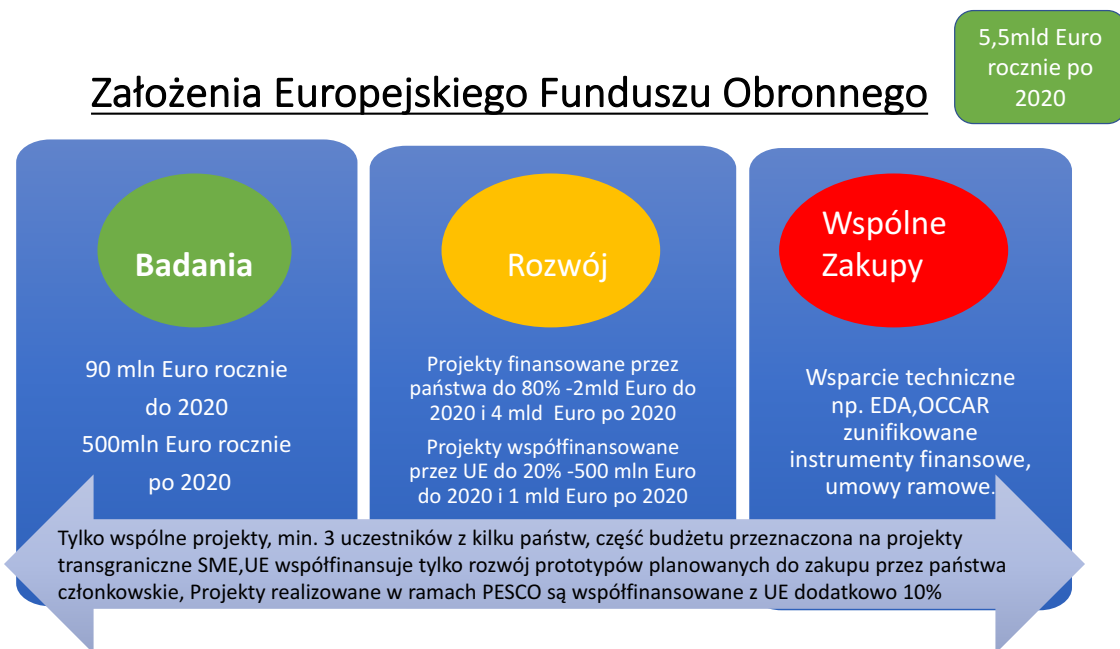 Założenia Europejskiego Funduszu Obronnego
5,5mld Euro
rocznie po
2020
Badania
90 mln Euro rocznie
do 2020
500mln Euro rocznie
po 2020
Rozwój
Projekty finansowane przez
państwa do 80% -2mld Euro do
2020 i 4 mld Euro po 2020
Projekty współfinansowane
przez UE do 20% -500 mln Euro
do 2020 i 1 mld Euro po 2020
Wspólne
Zakupy
Wsparcie techniczne
np. EDA,OCCAR
zunifikowane
instrumenty finansowe,
umowy ramowe.
Tylko wspólne projekty, min. 3 uczestników z kilku państw, część budżetu przeznaczona na projekty
transgraniczne SME,UE współfinansuje tylko rozwój prototypów planowanych do zakupu przez państwa
członkowskie, Projekty realizowane w ramach PESCO są współfinansowane z UE dodatkowo 10%